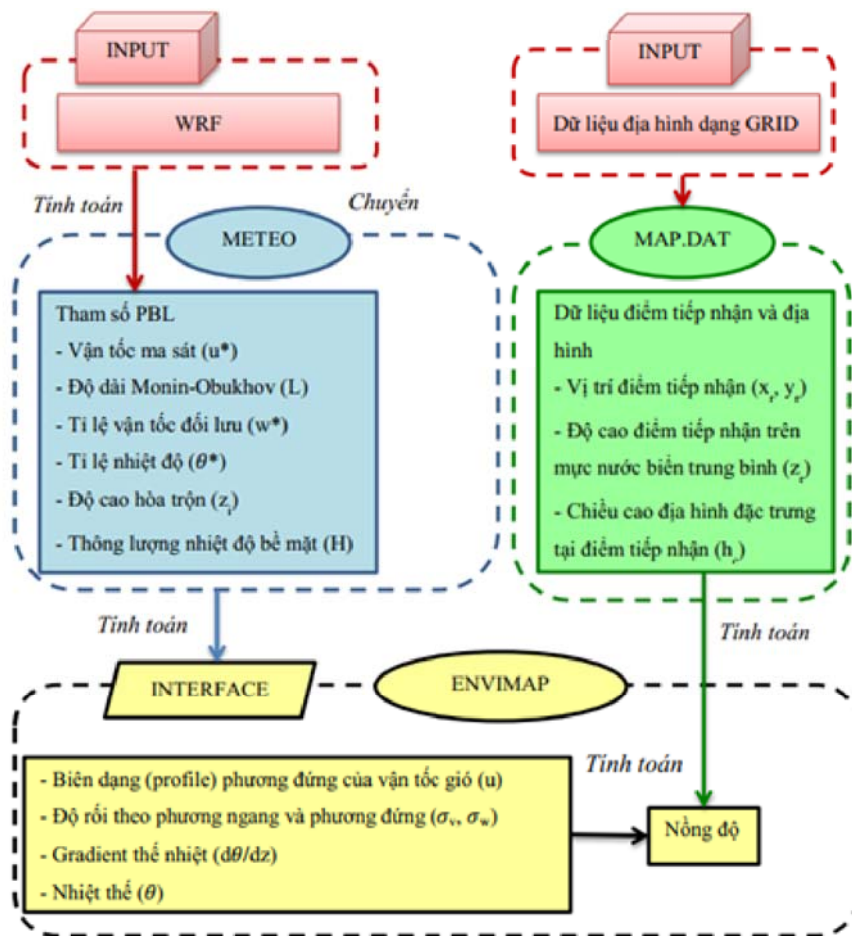 INPUT
WRF
INPUT
Dữ liệu địa hình dạng GRID
Tính toán
Chuyển
METEO
MAP.DAT
Tham số PBL
- Vận tốc ma sát (u*)
- Độ dài Monin-Obukhov (L)
- Tỉ lệ vận tốc đối lưu (w*)
- Tỉ lệ nhiệt độ (θ*)
- Độ cao hòa trộn (zᵢ)
- Thông lượng nhiệt độ bề mặt (H)
Dữ liệu điểm tiếp nhận và địa
hình
- Vị trí điểm tiếp nhận (xᵣ, yᵣ)
- Độ cao điểm tiếp nhận trên
mực nước biển trung bình (zᵣ)
- Chiều cao địa hình đặc trưng
tại điểm tiếp nhận (hᵣ)
Tính toán
Tính toán
INTERFACE
ENVIMAP
- Biên dạng (profile) phương đứng của vận tốc gió (u)
- Độ rối theo phương ngang và phương đứng (σᵥ, σw)
- Gradient thế nhiệt (dθ/dz)
- Nhiệt thế (θ)
Tính toán
Nồng độ